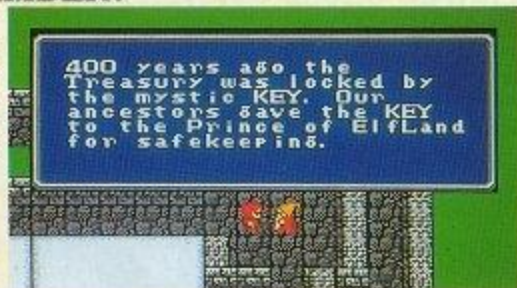 400 years ago the
Treasury was locked by
the mystic KEY. Our
ancestors gave the KEY
to the Prince of ElfLand
for safekeeping.